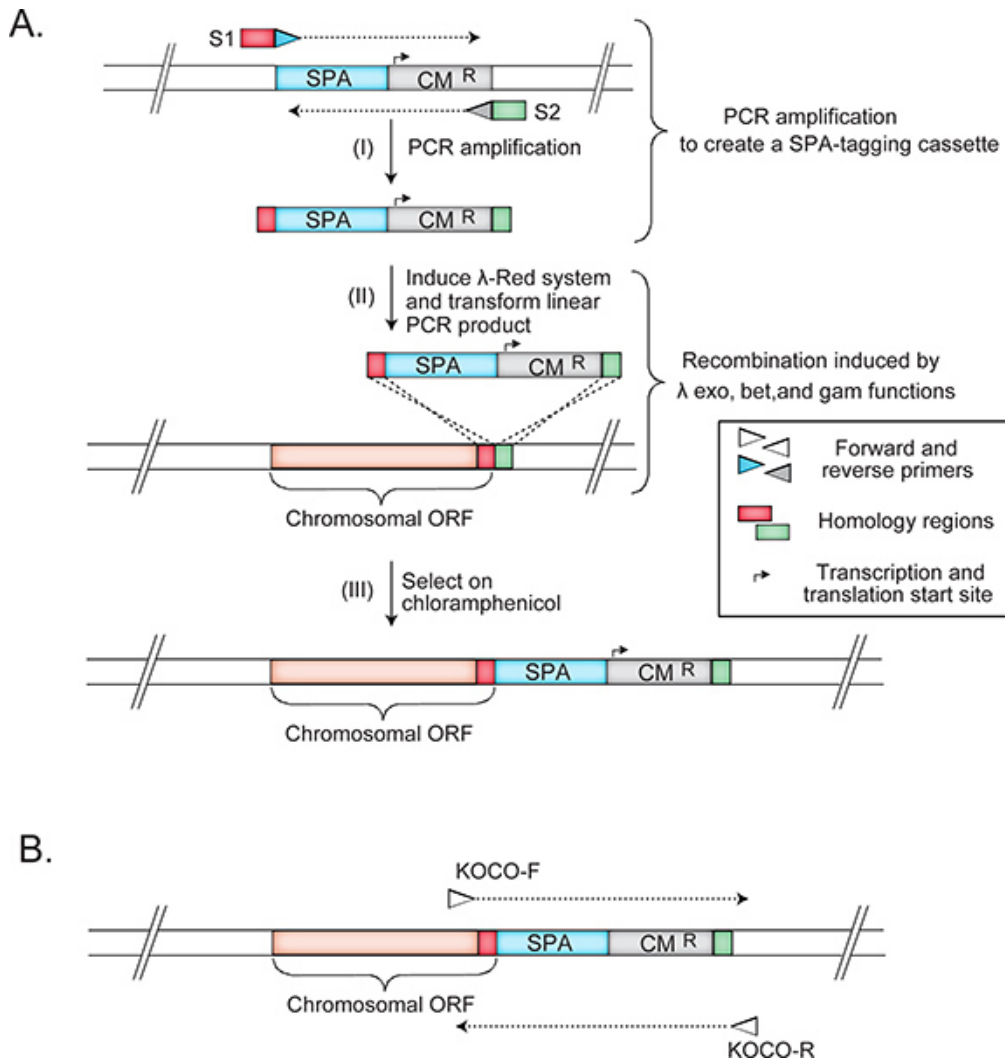 A.
S1
SPA
CM R
S2
(I)
PCR amplification
PCR amplification
to create a SPA-tagging cassette
SPA
CM R
(II)
Induce λ-Red system
and transform linear
PCR product
SPA
CM R
Recombination induced by
λ exo, bet,and gam functions
Chromosomal ORF
Forward and
reverse primers
Homology regions
Transcription and
translation start site
(III)
Select on
chloramphenicol
SPA
CM R
Chromosomal ORF
B.
KOCO-F
SPA
CM R
Chromosomal ORF
KOCO-R